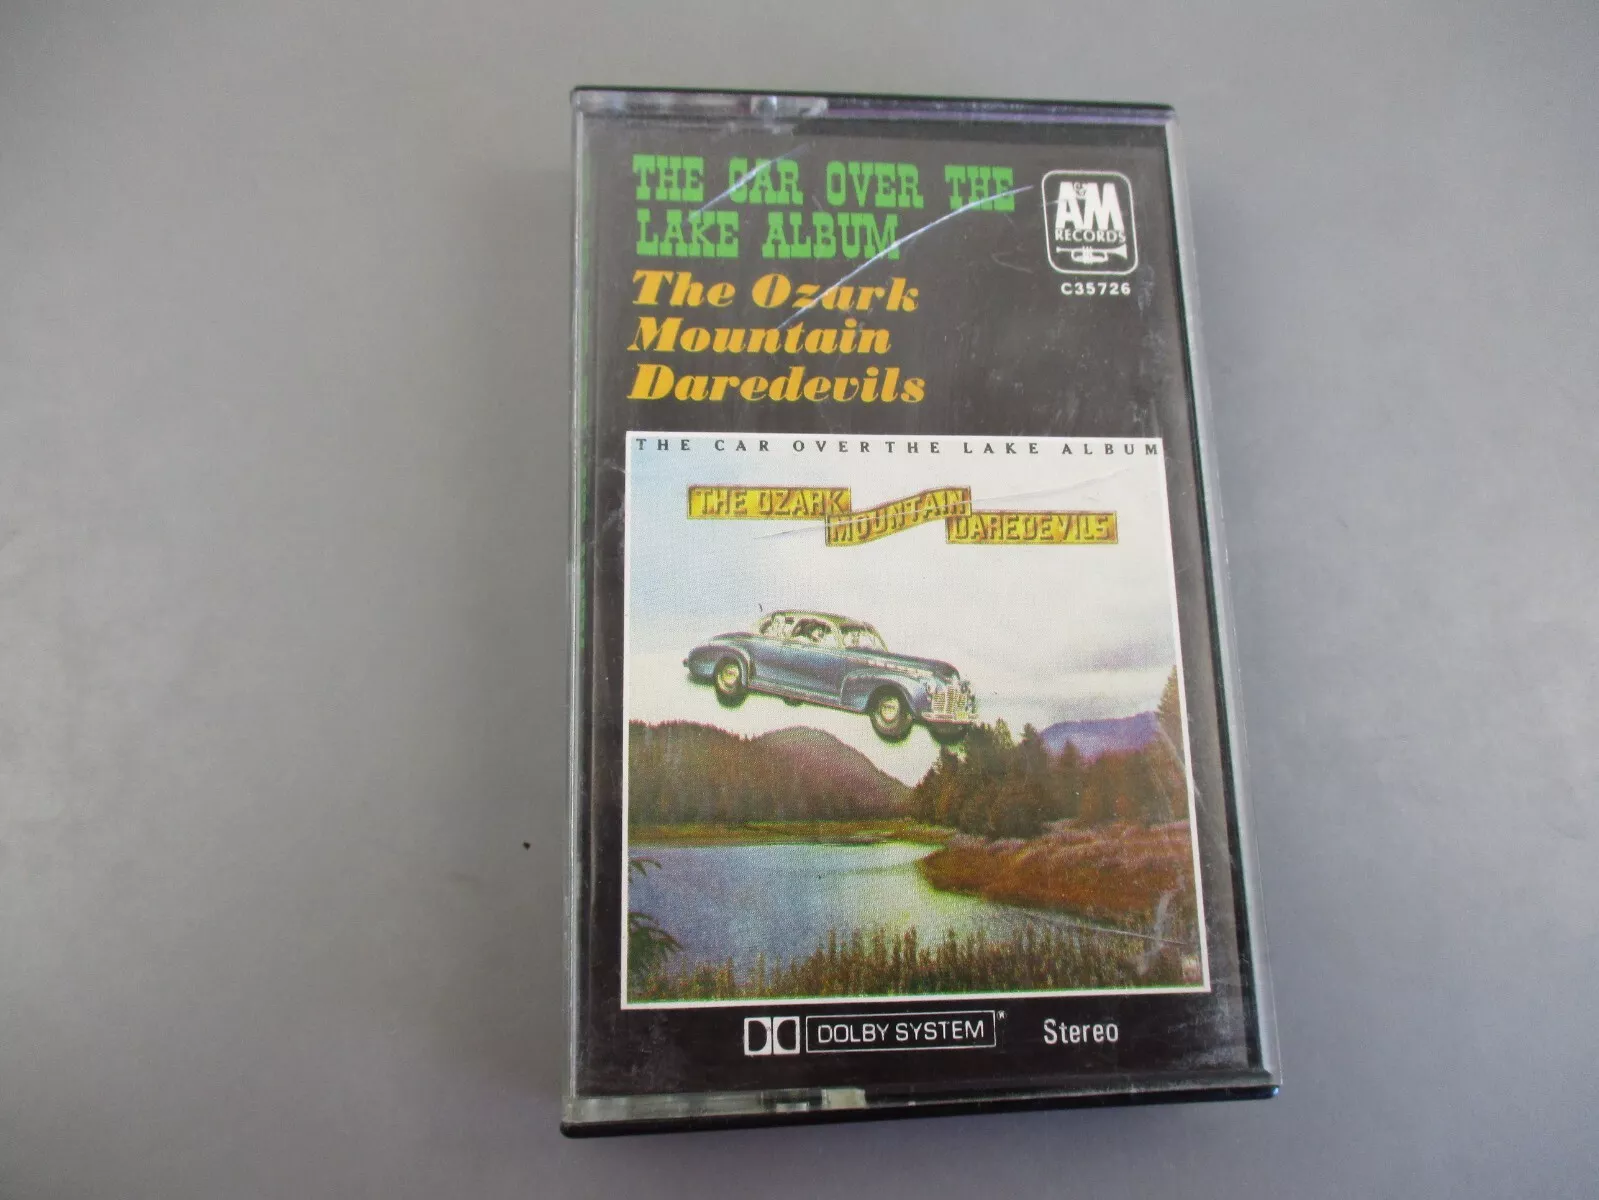 THE CAR OVER THE
LAKE ALBUM
The Ozark
Mountain
Daredevils
A&M
RECORDS
C35726
THE CAR OVER THE LAKE ALBUM
THE OZARK MOUNTAIN DAREDEVILS
DOLBY SYSTEM® Stereo